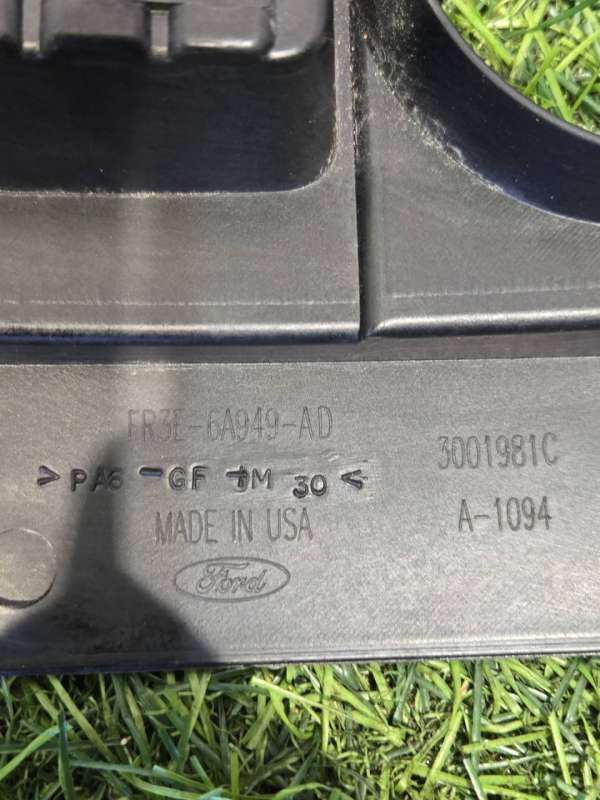 FR3E-6A949-AD
>PA6-GF+M 30<
MADE IN USA
Ford
3001981C
A-1094